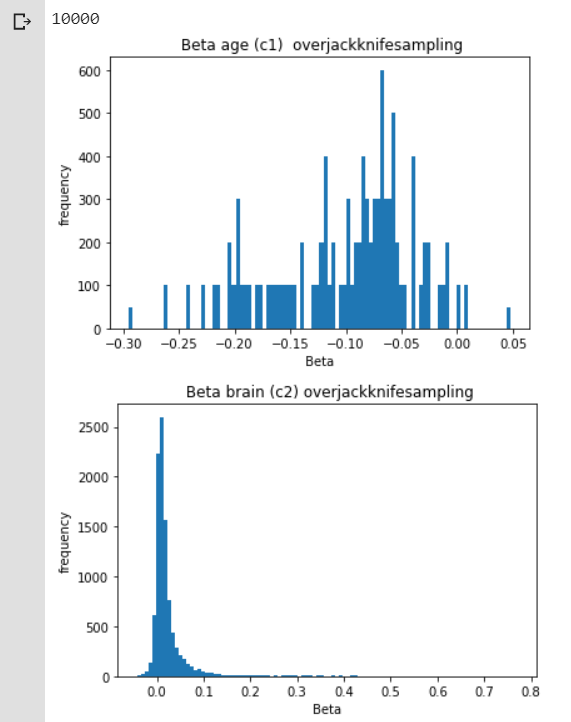 10000
Beta age (c1) overjackknifesampling
600
500
400
300
200
100
0
frequency
−0.30 −0.25 −0.20 −0.15 −0.10 −0.05 0.00 0.05
Beta
Beta brain (c2) overjackknifesampling
2500
2000
1500
1000
500
0
frequency
0.0 0.1 0.2 0.3 0.4 0.5 0.6 0.7 0.8
Beta